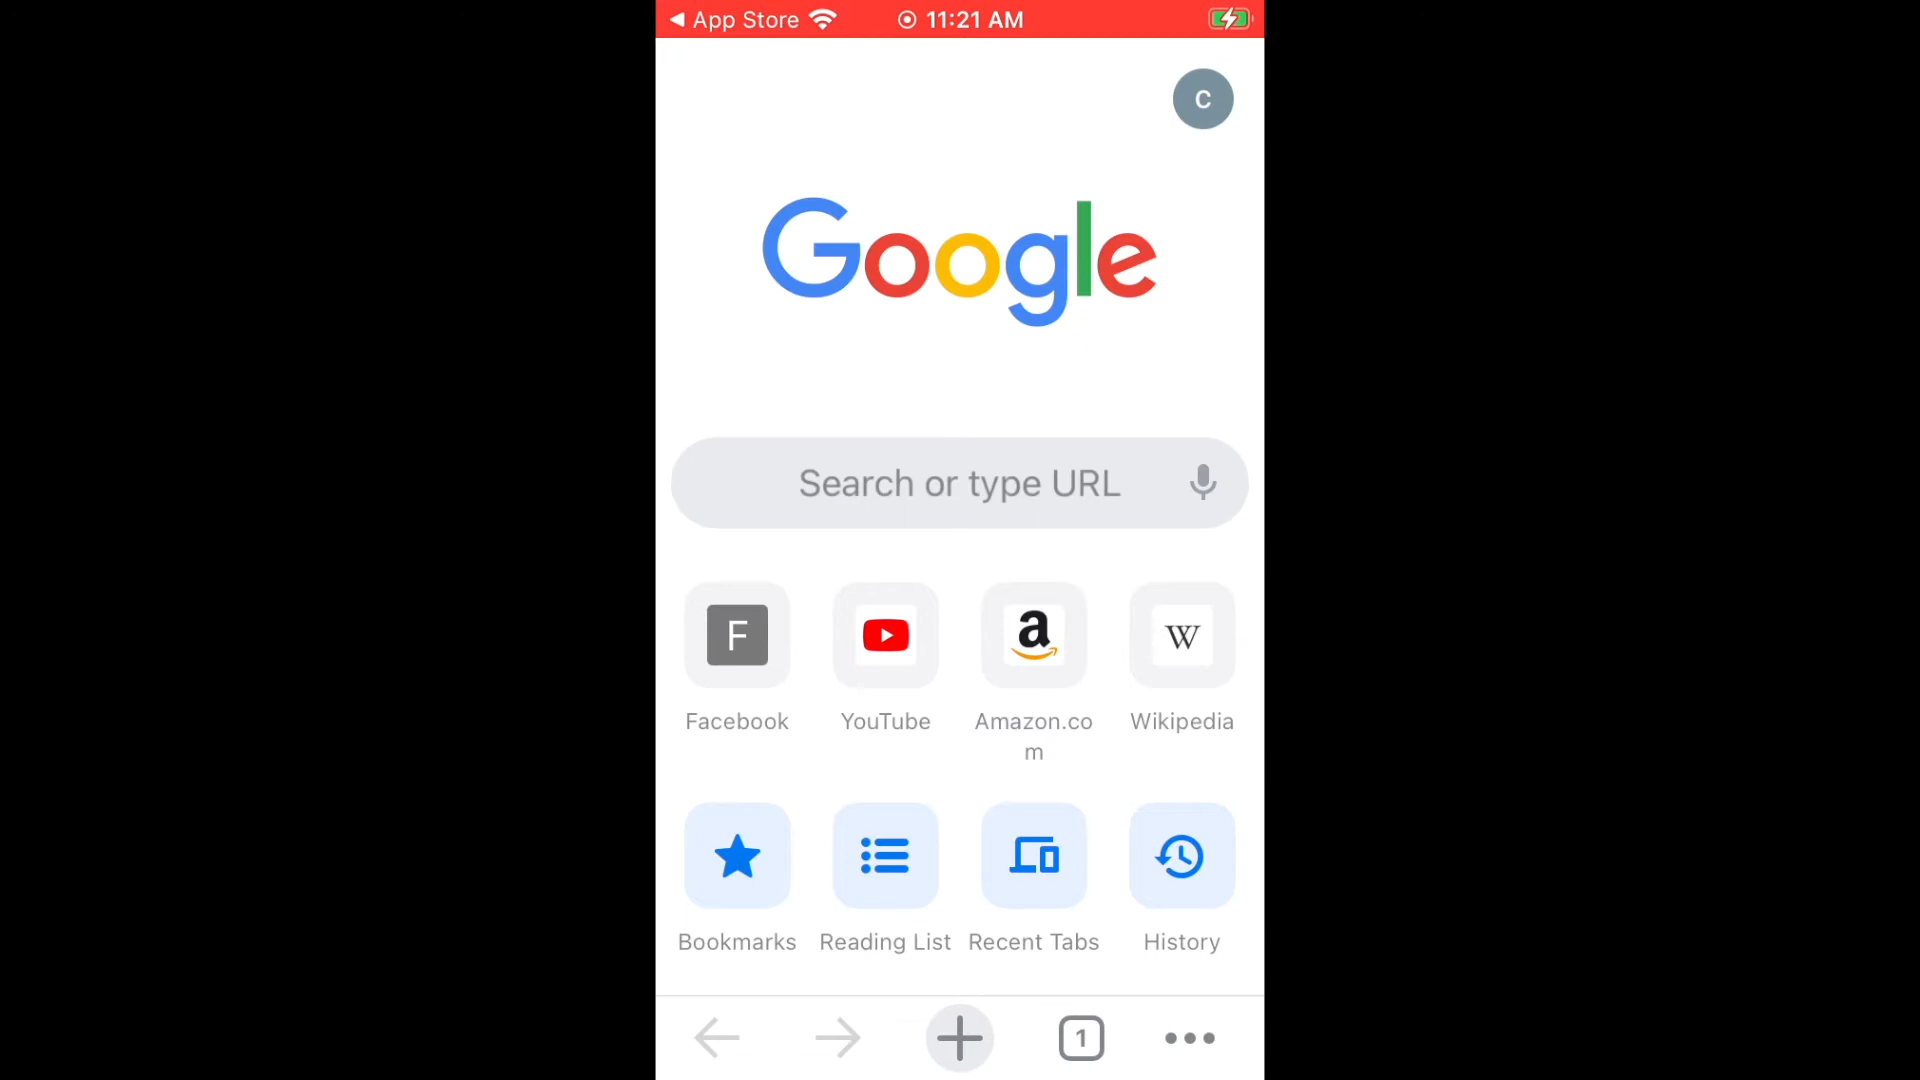 App Store 11:21 AM
C
Google
Search or type URL
F
a
W
Facebook YouTube Amazon.co Wikipedia
m
Bookmarks Reading List Recent Tabs History
1